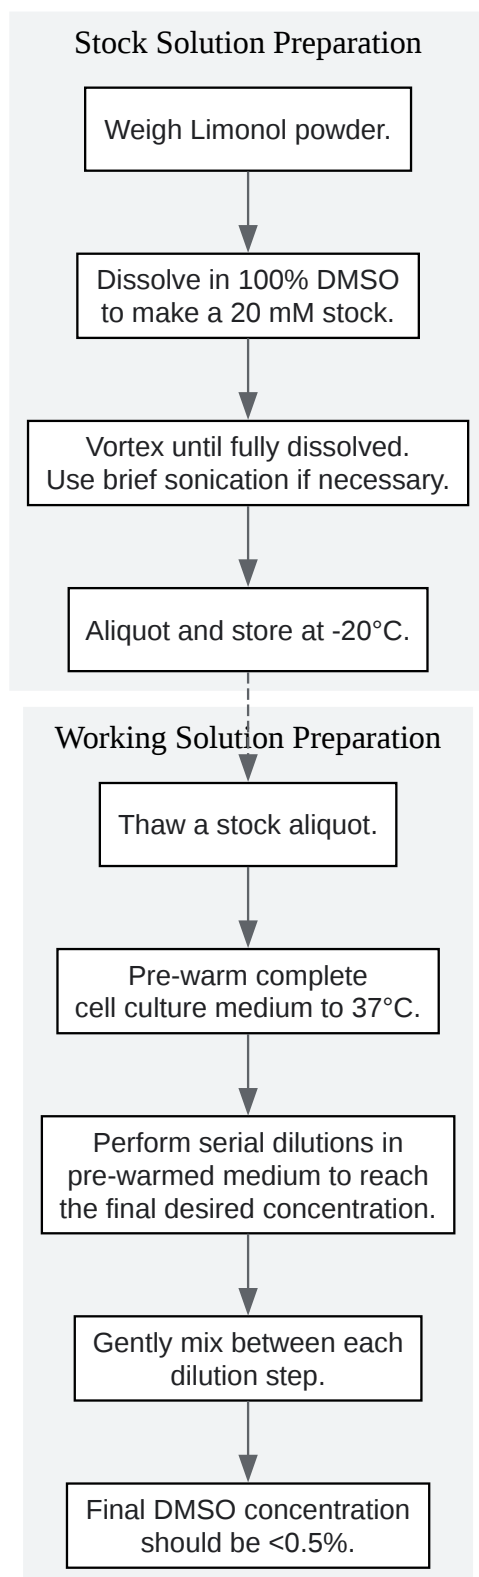 Stock Solution Preparation
Weigh Limonol powder.
Dissolve in 100% DMSO
to make a 20 mM stock.
Vortex until fully dissolved.
Use brief sonication if necessary.
Aliquot and store at -20°C.
Working Solution Preparation
Thaw a stock aliquot.
Pre-warm complete
cell culture medium to 37°C.
Perform serial dilutions in
pre-warmed medium to reach
the final desired concentration.
Gently mix between each
dilution step.
Final DMSO concentration
should be <0.5%.